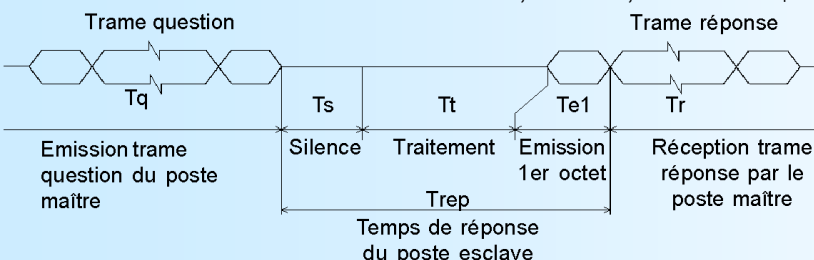 Trame question
Trame réponse
Tq
Ts
Tt
Te1
Tr
Emission trame
question du poste
maître
Silence
Traitement
Emission
1er octet
Réception trame
réponse par le
poste maître
Trep
Temps de réponse
du poste esclave